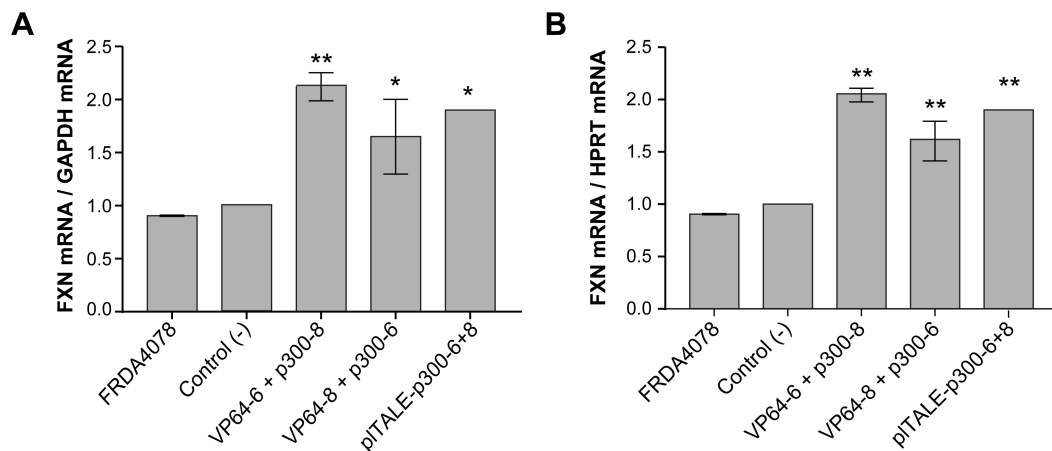 A
FXN mRNA / GAPDH mRNA
2.5
2.0
1.5
1.0
0.5
0.0
**
*
*
FRDA4078
Control (-)
VP64-6 + p300-8
VP64-8 + p300-6
pITALE-p300-6+8
B
FXN mRNA / HPRT mRNA
2.5
2.0
1.5
1.0
0.5
0.0
**
**
**
FRDA4078
Control (-)
VP64-6 + p300-8
VP64-8 + p300-6
pITALE-p300-6+8